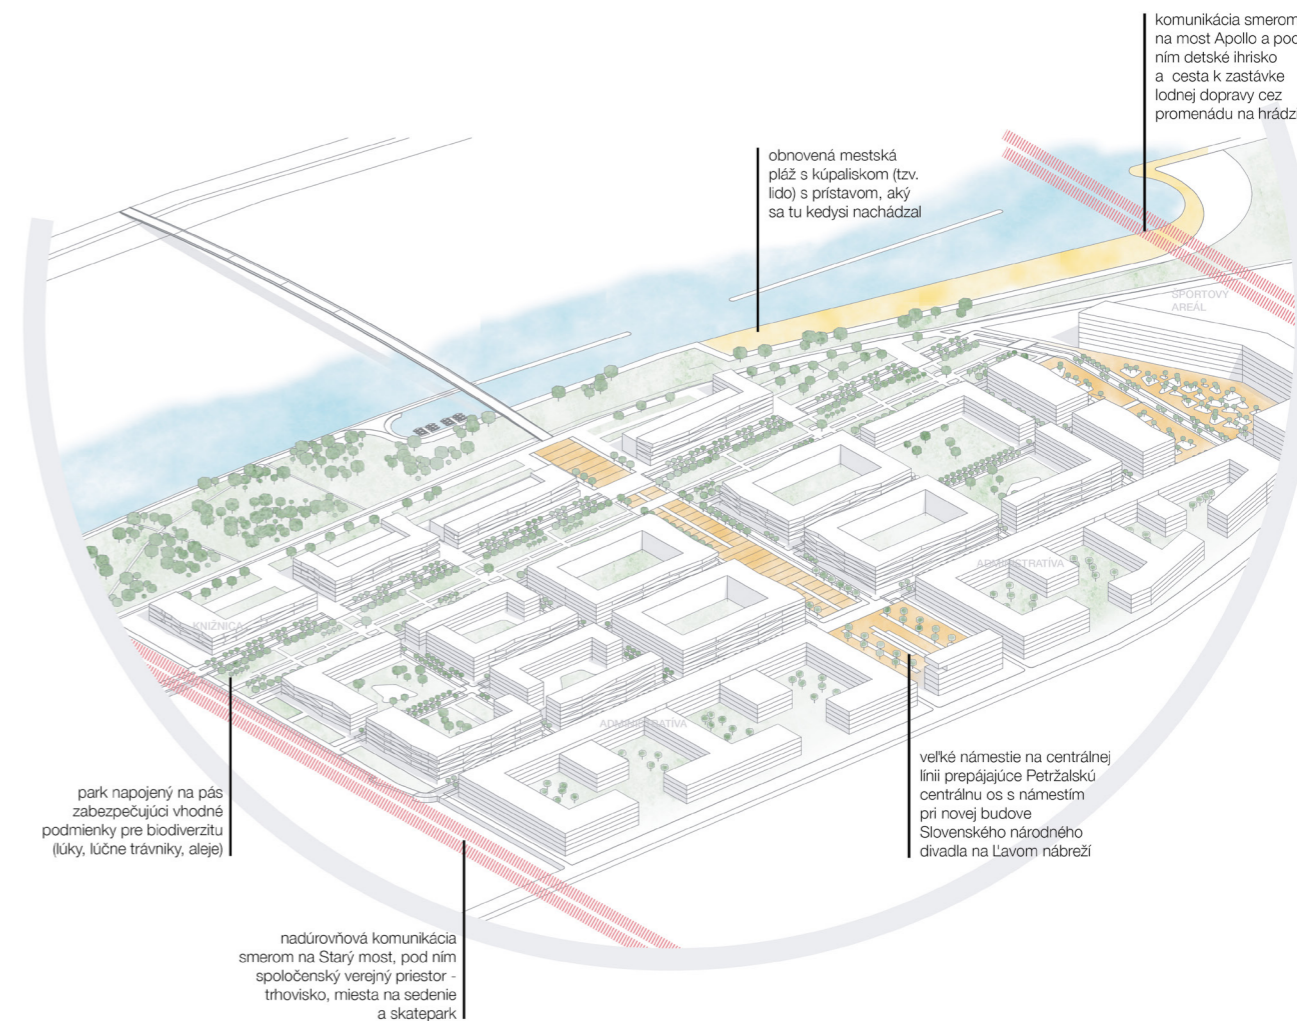 komunikácia smerom
na most Apollo a pod
ním detské ihrisko
a cesta k zastávke
lodnej dopravy cez
promenádu na hrádzi
obnovená mestská
pláž s kúpaliskom (tzv.
lido) s prístavom, aký
sa tu kedysi nachádzal
ŠPORTOVÝ
AREÁL
ADMINISTRATÍVA
KNIŽNICA
ADMINISTRATÍVA
veľké námestie na centrálnej
línii prepájajúce Petržalskú
centrálnu os s námestím
pri novej budove
Slovenského národného
divadla na Ľavom nábreží
park napojený na pás
zabezpečujúci vhodné
podmienky pre biodiverzitu
(lúky, lúčne trávniky, aleje)
nadúrovňová komunikácia
smerom na Starý most, pod ním
spoločenský verejný priestor -
trhovisko, miesta na sedenie
a skatepark